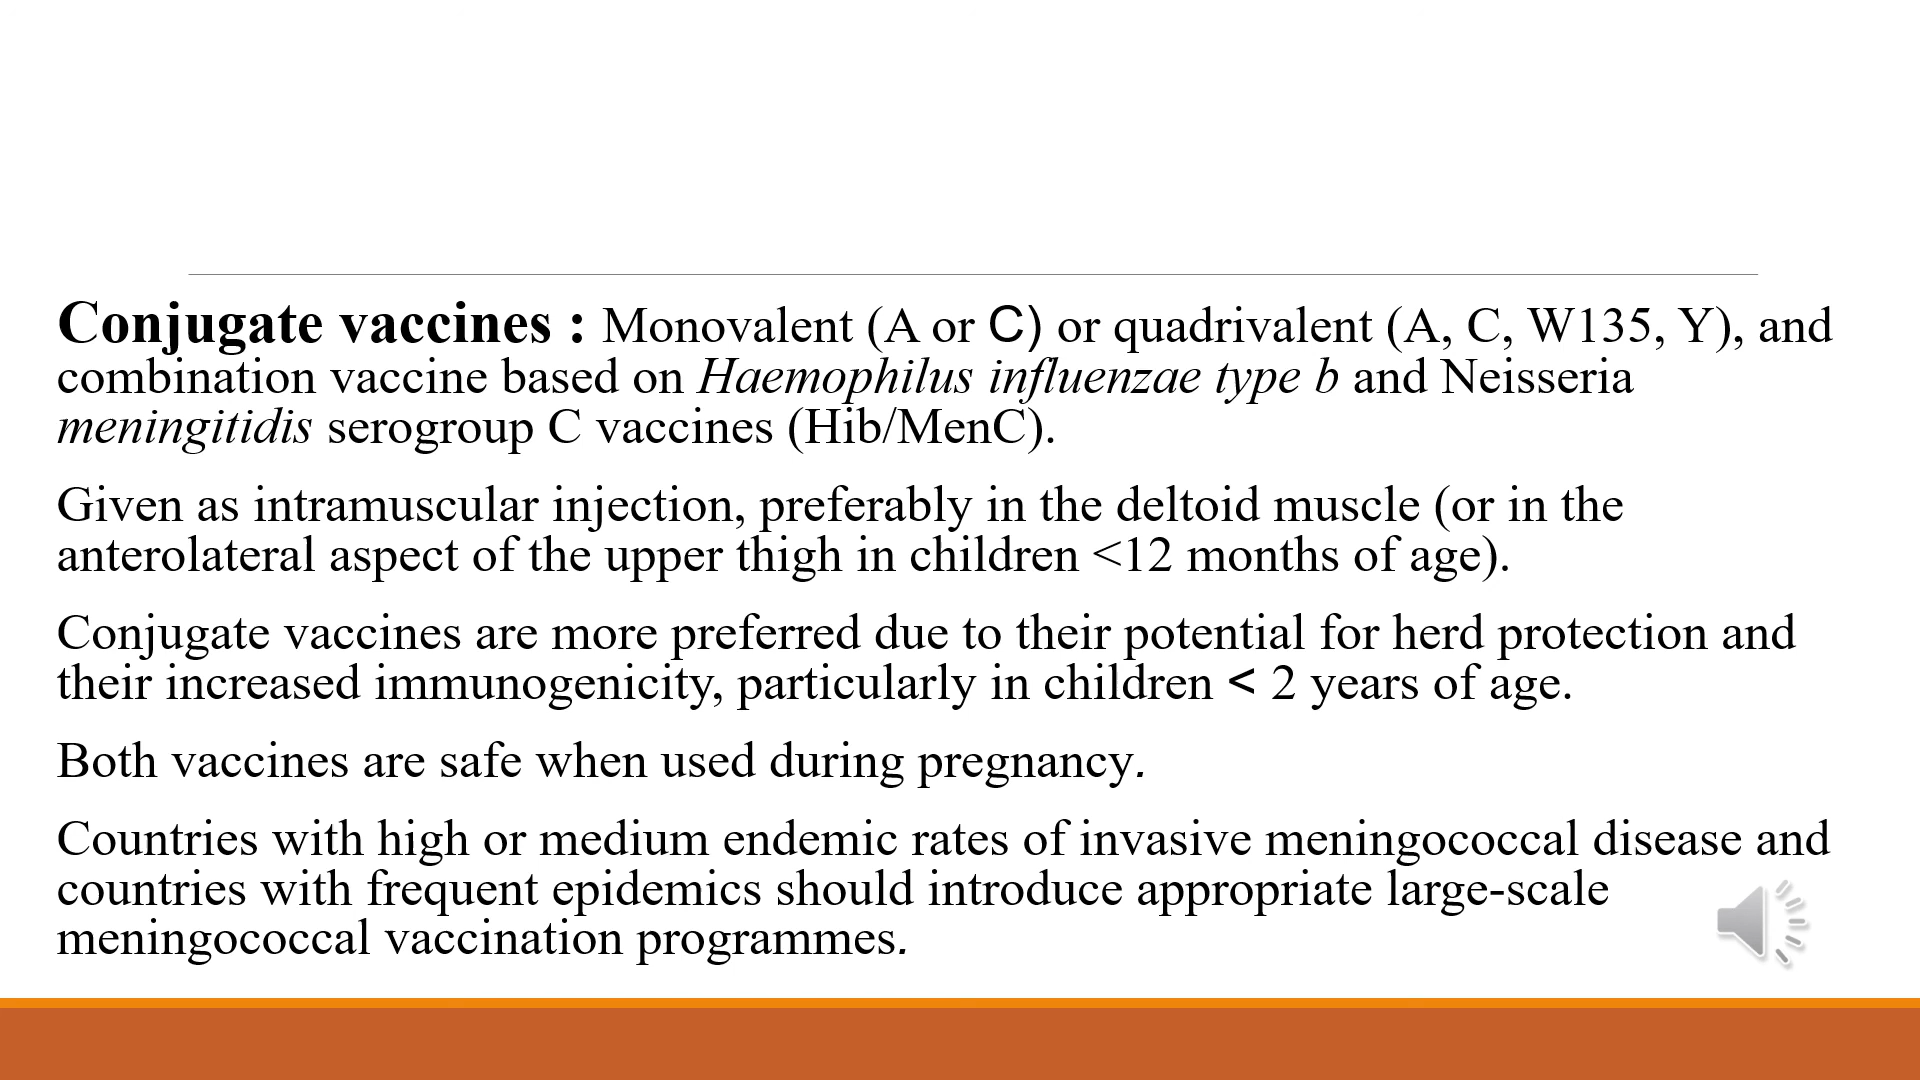 Conjugate vaccines : Monovalent (A or C) or quadrivalent (A, C, W135, Y), and
combination vaccine based on Haemophilus influenzae type b and Neisseria
meningitidis serogroup C vaccines (Hib/MenC).
Given as intramuscular injection, preferably in the deltoid muscle (or in the
anterolateral aspect of the upper thigh in children <12 months of age).
Conjugate vaccines are more preferred due to their potential for herd protection and
their increased immunogenicity, particularly in children < 2 years of age.
Both vaccines are safe when used during pregnancy.
Countries with high or medium endemic rates of invasive meningococcal disease and
countries with frequent epidemics should introduce appropriate large-scale
meningococcal vaccination programmes.